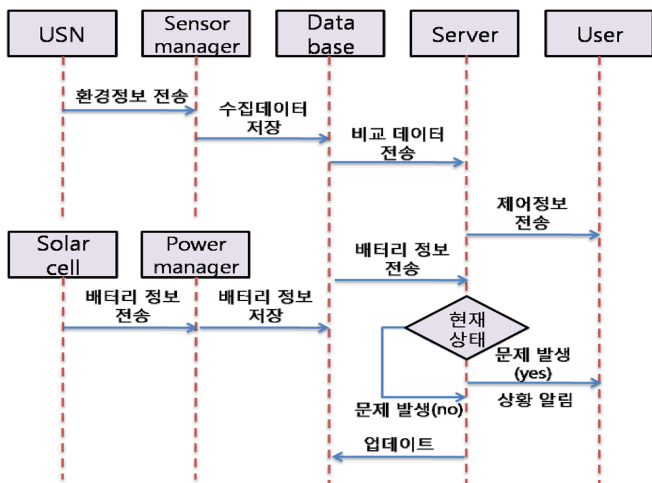 USN
Sensor
manager
Data
base
Server
User
환경정보 전송
수집데이터
저장
비교 데이터
전송
제어정보
전송
Solar
cell
Power
manager
배터리 정보
전송
배터리 정보
전송
배터리 정보
저장
현재
상태
문제 발생
(yes)
문제 발생(no)
상황 알림
업데이트